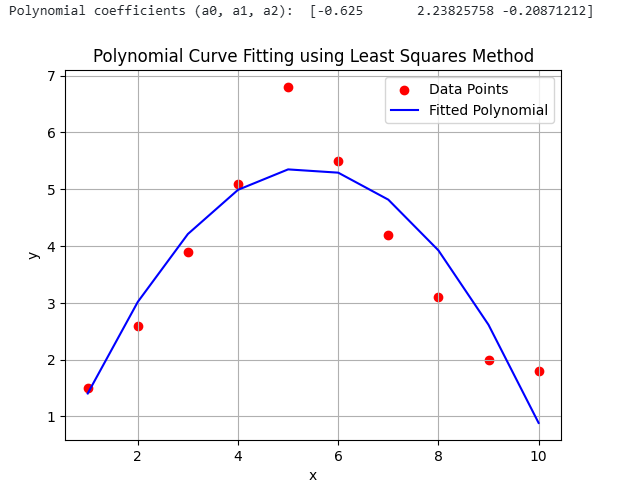 Polynomial coefficients (a0, a1, a2):  [-0.625       2.23825758 -0.20871212]
Polynomial Curve Fitting using Least Squares Method
Data Points
Fitted Polynomial
7
6
5
4
3
2
1
y
2 4 6 8 10
x